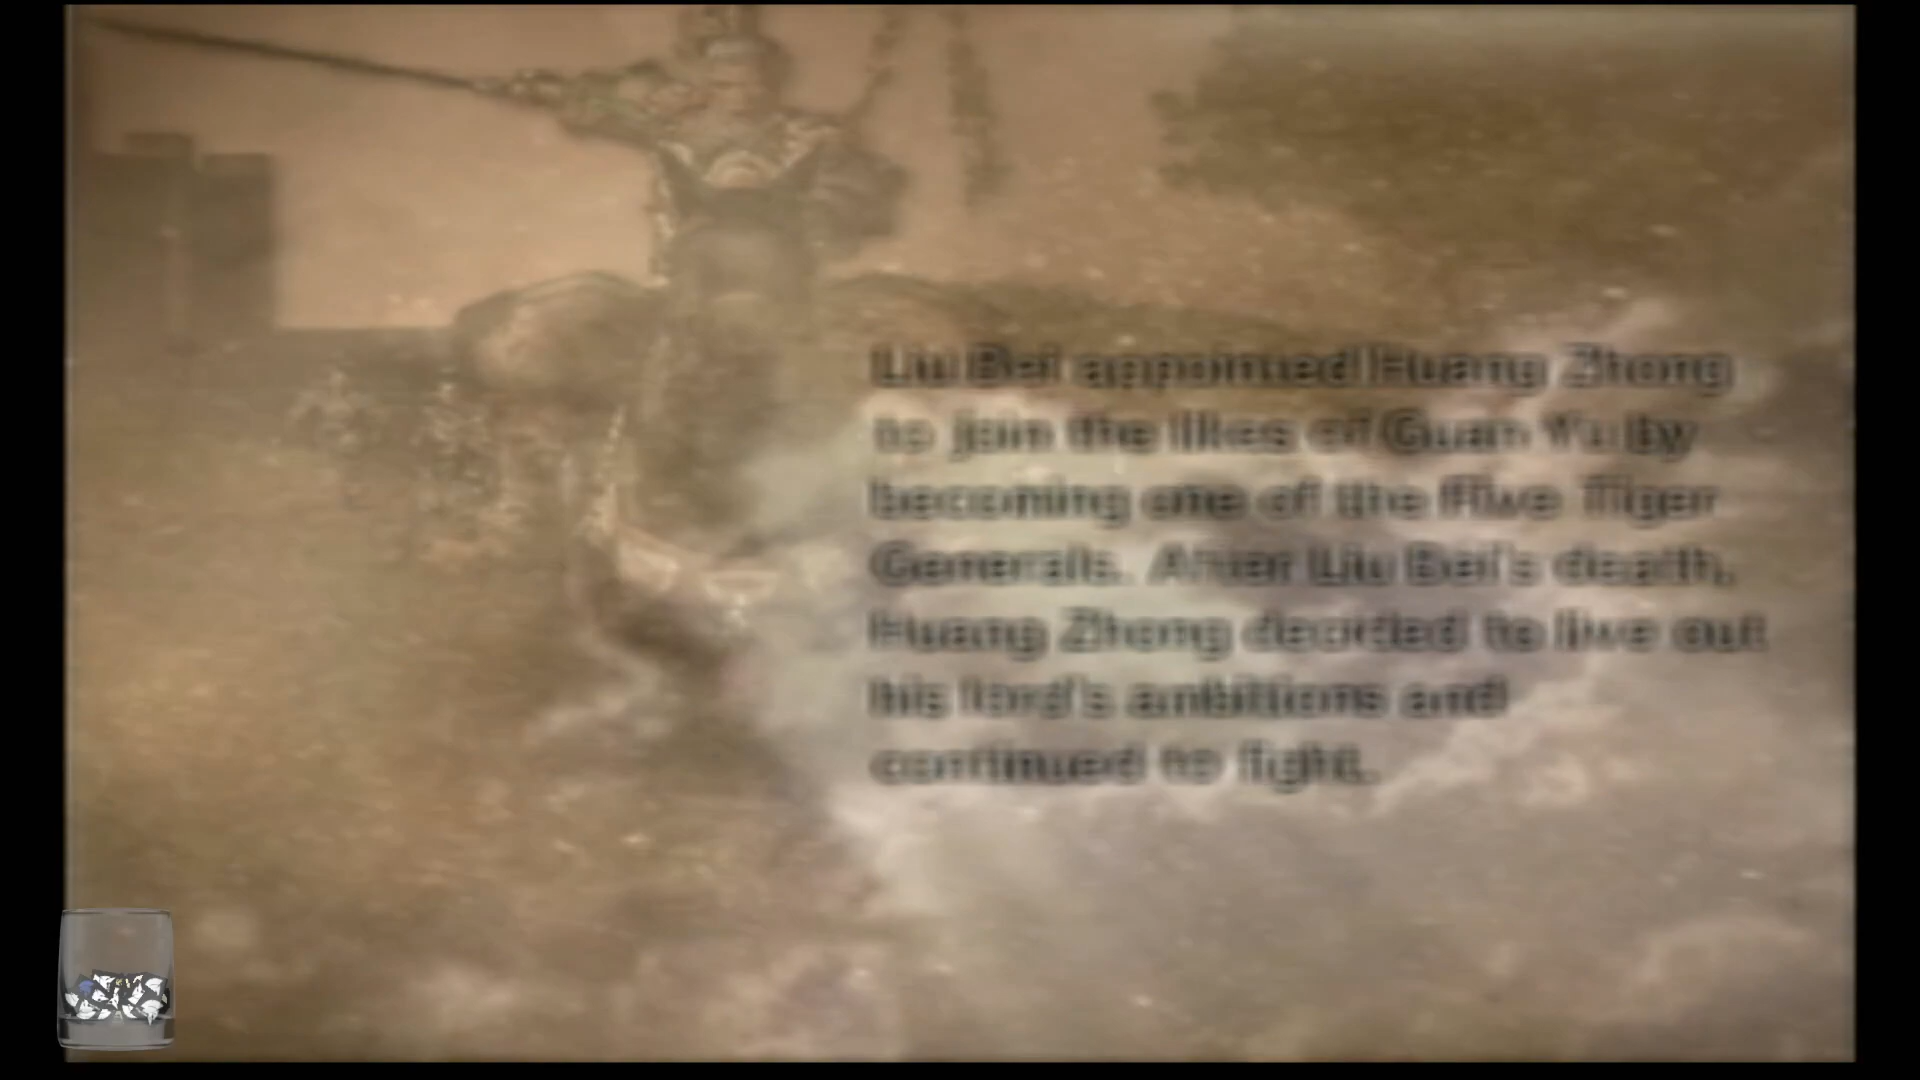 Liu Bei appointed Huang Zhong
to join the likes of Guan Yu by
becoming one of the Five Tiger
Generals. After Liu Bei's death,
Huang Zhong decided to live out
his lord's ambitions and
continued to fight.